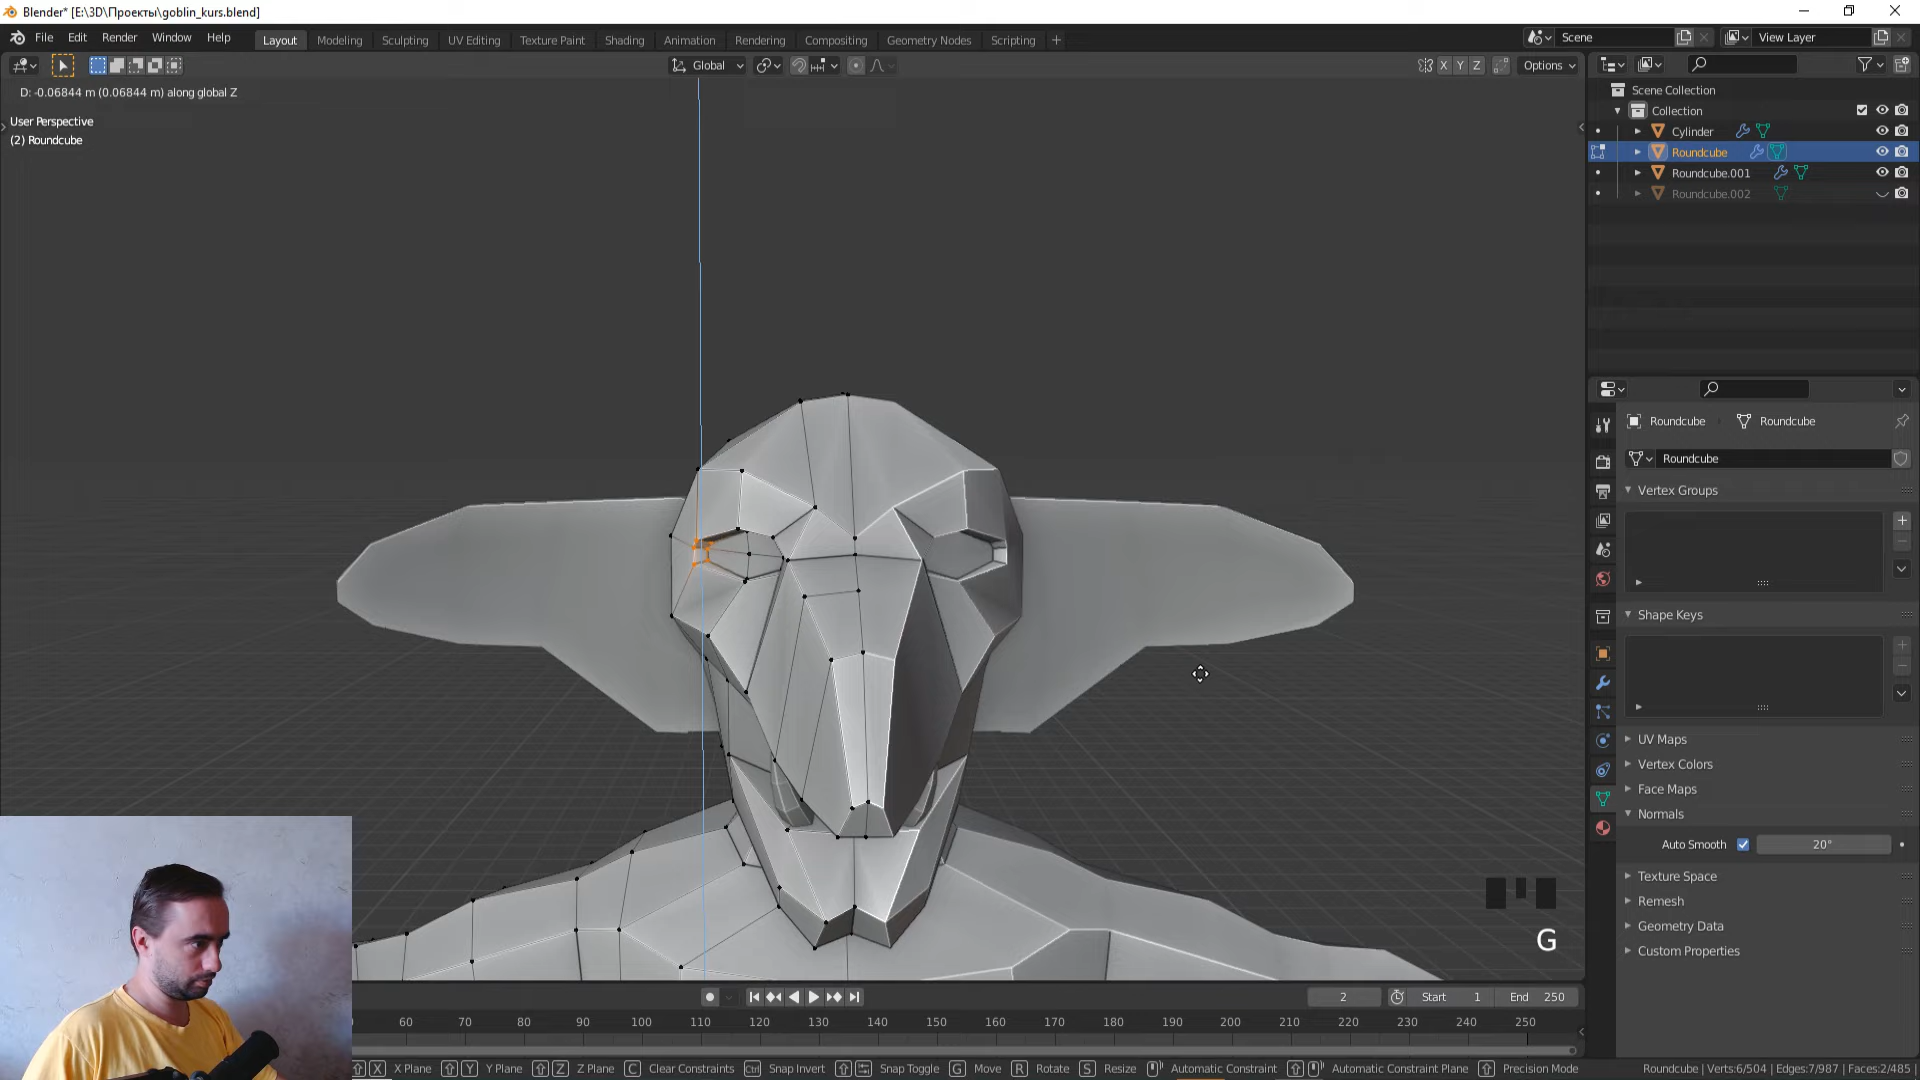 Blender* [E:\3D\Проекты\goblin_kurs.blend]
File Edit Render Window Help
Layout Modeling Sculpting UV Editing Texture Paint Shading Animation Rendering Compositing Geometry Nodes Scripting +
Scene
View Layer
Global
X Y Z
Options
D: -0.06844 m (0.06844 m) along global Z
User Perspective
(2) Roundcube
Scene Collection
Collection
Cylinder
Roundcube
Roundcube.001
Roundcube.002
Roundcube
Roundcube
Roundcube
Vertex Groups
Shape Keys
UV Maps
Vertex Colors
Face Maps
Normals
Auto Smooth
20°
Texture Space
Remesh
Geometry Data
Custom Properties
G
2
Start 1
End 250
60 70 80 90 100 110 120 130 140 150 160 170 180 190 200 210 220 230 240 250
X X Plane Y Y Plane Z Z Plane C Clear Constraints Ctrl Snap Invert Snap Toggle G Move R Rotate S Resize Automatic Constraint Automatic Constraint Plane Precision Mode
Roundcube | Verts:6/504 | Edges:7/987 | Faces:2/485 |